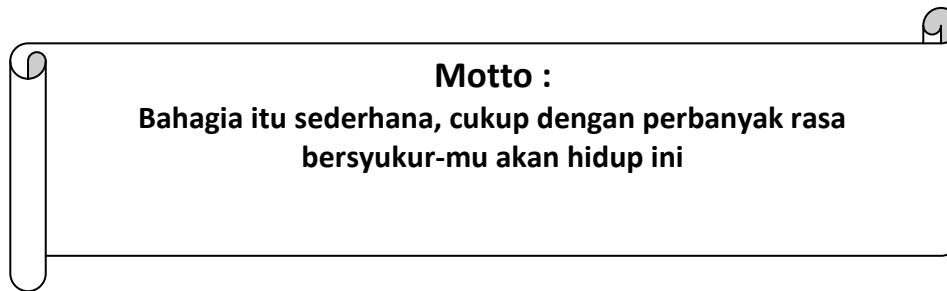 Motto :
Bahagia itu sederhana, cukup dengan perbanyak rasa
bersyukur-mu akan hidup ini